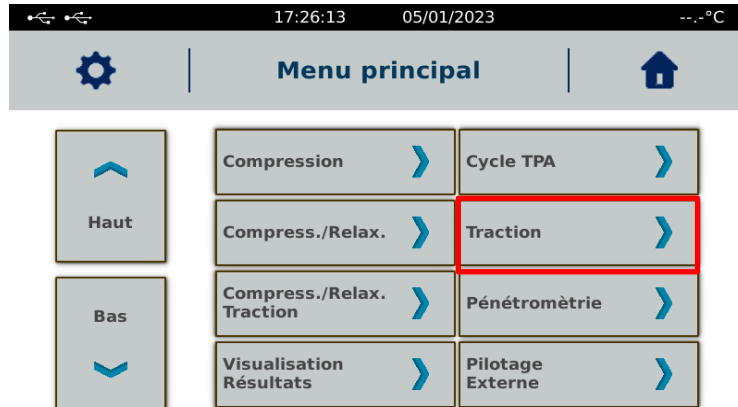 17:26:13 05/01/2023 --.-°C
Menu principal
Haut
Bas
Compression
Cycle TPA
Compress./Relax.
Traction
Compress./Relax.
Traction
Pénétromètrie
Visualisation
Résultats
Pilotage
Externe